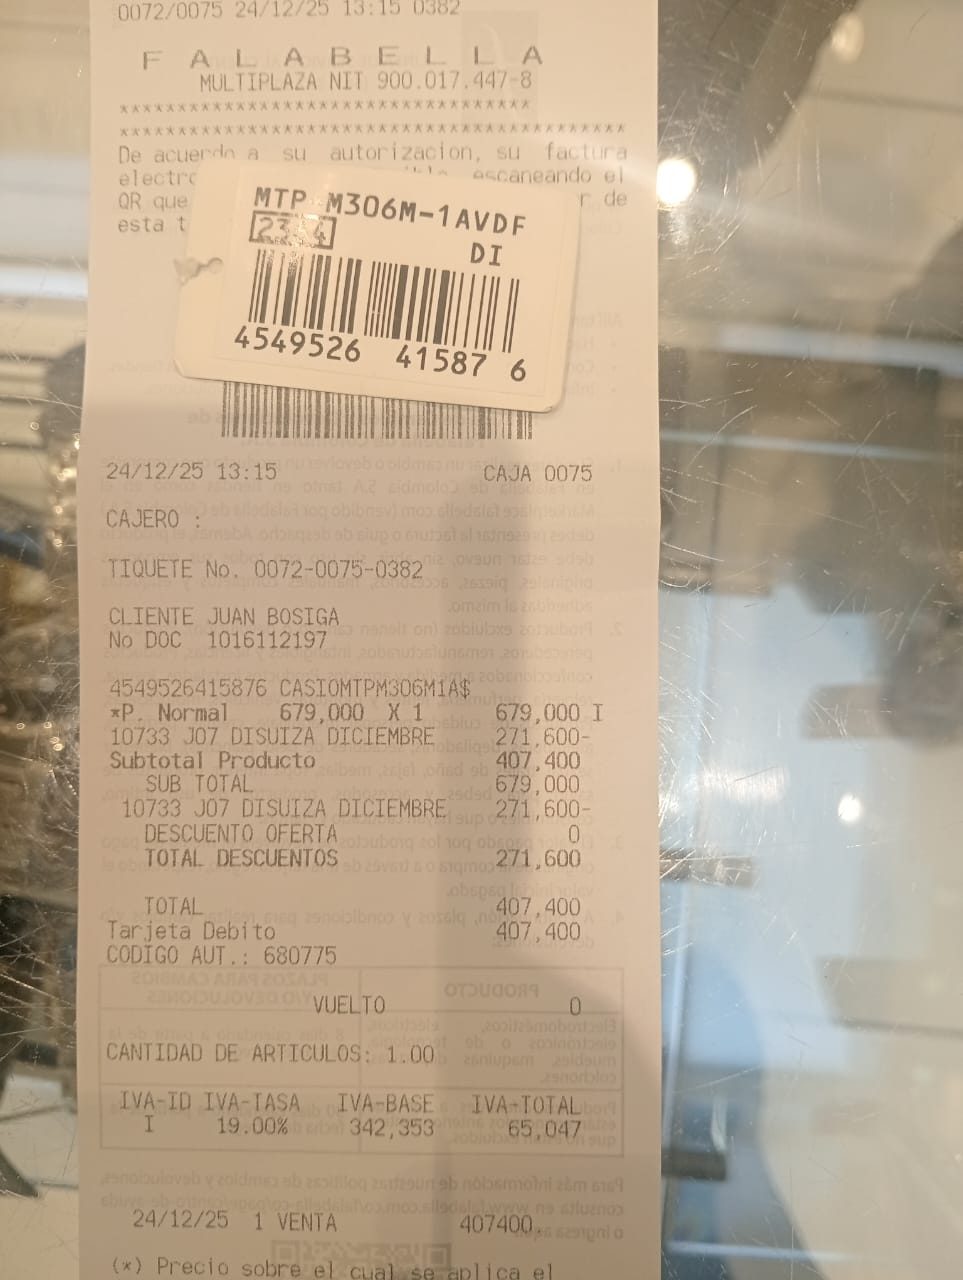 0072/0075 24/12/25 13:15 0382
F A L A B E L L A
MULTIPLAZA NIT 900.017.447-8
***********************************
*******************************************
De acuerdo a su autorizacion, su factura
escaneando el
QR que r de
esta t
MTP M306M-1AVDF
DI
4549526 41587 6
24/12/25 13:15 CAJA 0075
CAJERO :
TIQUETE No. 0072-0075-0382
CLIENTE JUAN BOSIGA
No DOC 1016112197
4549526415876 CASIOMTPM306M1A$
*P. Normal 679,000 X 1 679,000 I
10733 J07 DISUIZA DICIEMBRE 271,600-
Subtotal Producto 407,400
SUB TOTAL 679,000
10733 J07 DISUIZA DICIEMBRE 271,600-
DESCUENTO OFERTA 0
TOTAL DESCUENTOS 271,600
TOTAL 407,400
Tarjeta Debito 407,400
CODIGO AUT.: 680775
VUELTO 0
CANTIDAD DE ARTICULOS: 1.00
IVA-ID IVA-TASA IVA-BASE IVA-TOTAL
I 19.00% 342,353 65,047
24/12/25 1 VENTA 407400
(*) Precio sobre el cual se aplica el